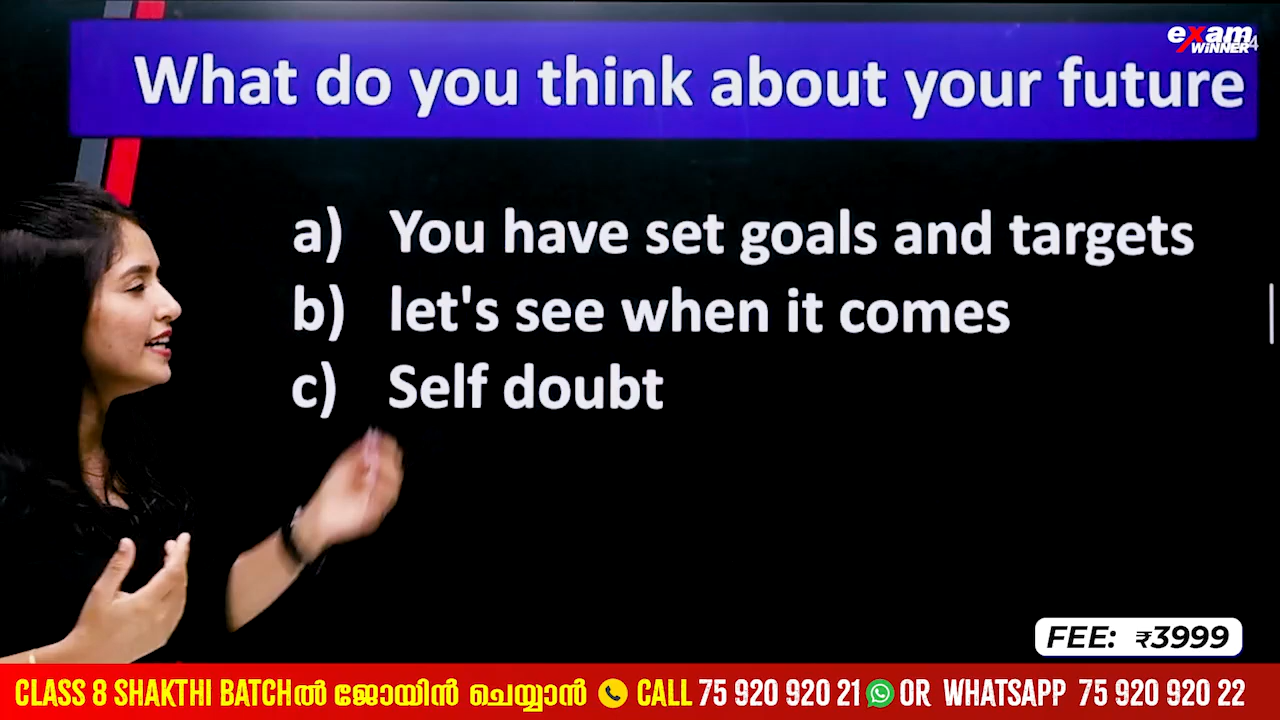 exam
WiNNER
What do you think about your future
a) You have set goals and targets
b) let's see when it comes
c) Self doubt
FEE: ₹3999
CLASS 8 SHAKTHI BATCHൽ ജോയിൻ ചെയ്യാൻ CALL 75 920 920 21 OR WHATSAPP 75 920 920 22